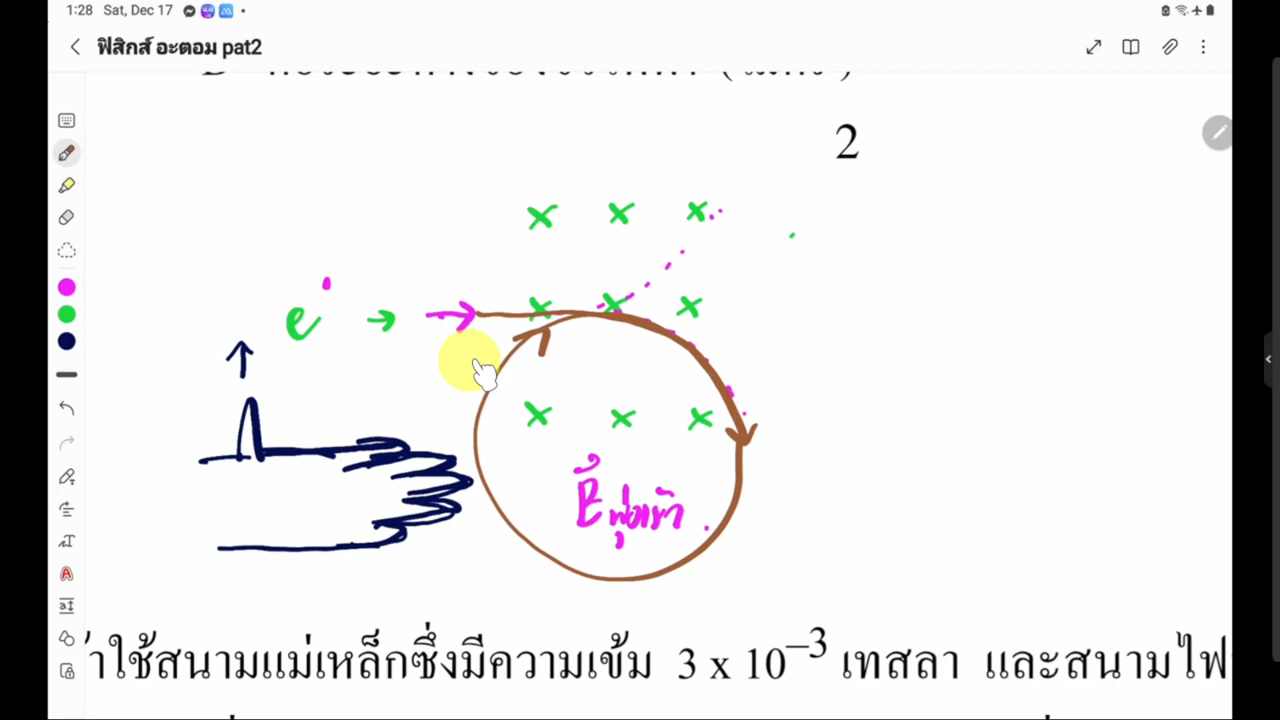 1:28 Sat, Dec 17
ฟิสิกส์ อะตอม pat2
2
x x x
e → x x x
x x x
B พุ่งเข้า
าใช้สนามแม่เหล็กซึ่งมีความเข้ม 3 x 10⁻³ เทสลา และสนามไฟ